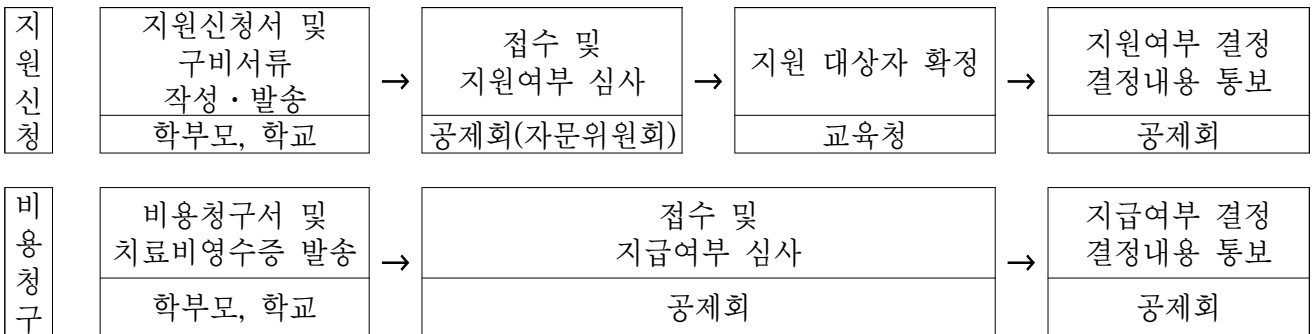 지원신청
지원신청서 및
구비서류
작성・발송
학부모, 학교
→
접수 및
지원여부 심사
공제회(자문위원회)
→
지원 대상자 확정
교육청
→
지원여부 결정
결정내용 통보
공제회
비용청구
비용청구서 및
치료비영수증 발송
학부모, 학교
→
접수 및
지급여부 심사
공제회
→
지급여부 결정
결정내용 통보
공제회